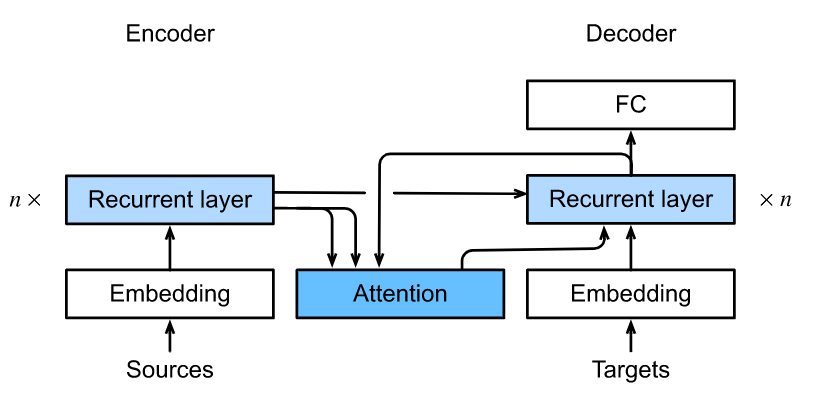 Encoder
Decoder
FC
n ×
Recurrent layer
Recurrent layer
× n
Embedding
Attention
Embedding
Sources
Targets